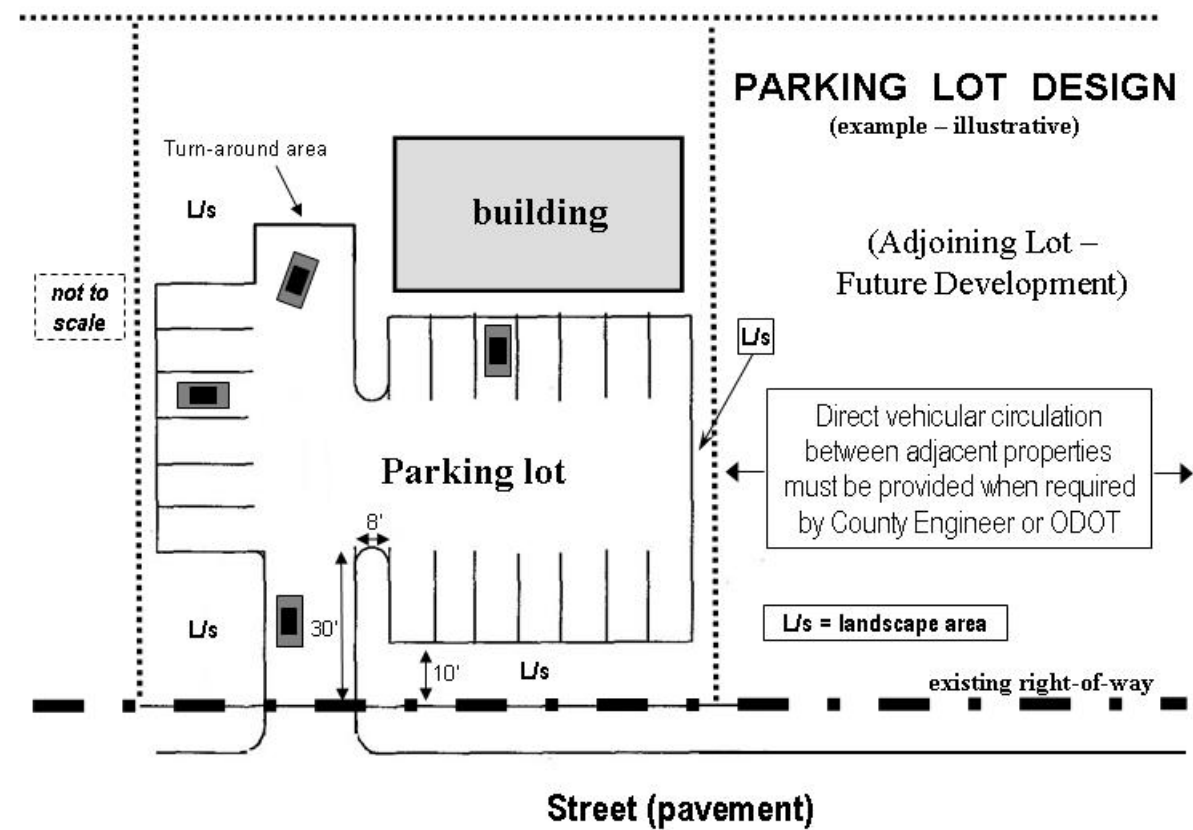 PARKING LOT DESIGN
(example – illustrative)
Turn-around area
L/s
building
(Adjoining Lot –
Future Development)
not to
scale
L/s
Direct vehicular circulation
between adjacent properties
must be provided when required
by County Engineer or ODOT
Parking lot
8'
30'
L/s
10'
L/s
L/s = landscape area
existing right-of-way
Street (pavement)